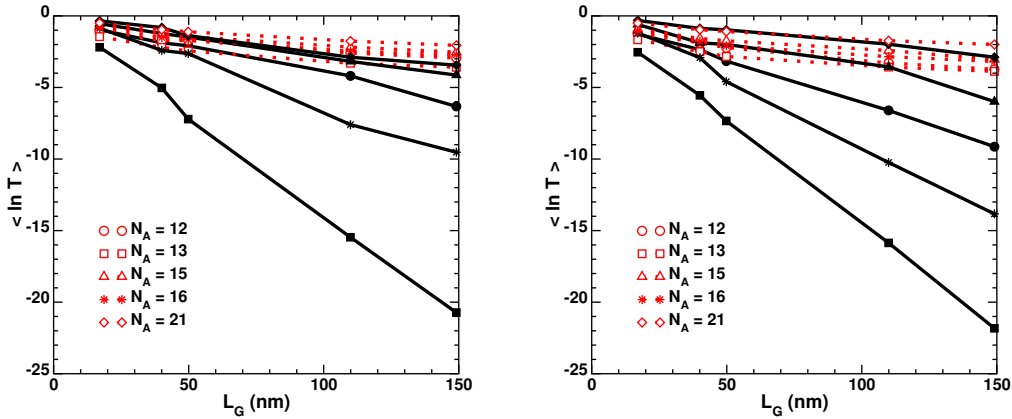 0
-5
-10
-15
-20
-25
< ln T >
N_A = 12
N_A = 13
N_A = 15
N_A = 16
N_A = 21
0 50 100 150
L_G (nm)
0
-5
-10
-15
-20
-25
< ln T >
N_A = 12
N_A = 13
N_A = 15
N_A = 16
N_A = 21
0 50 100 150
L_G (nm)